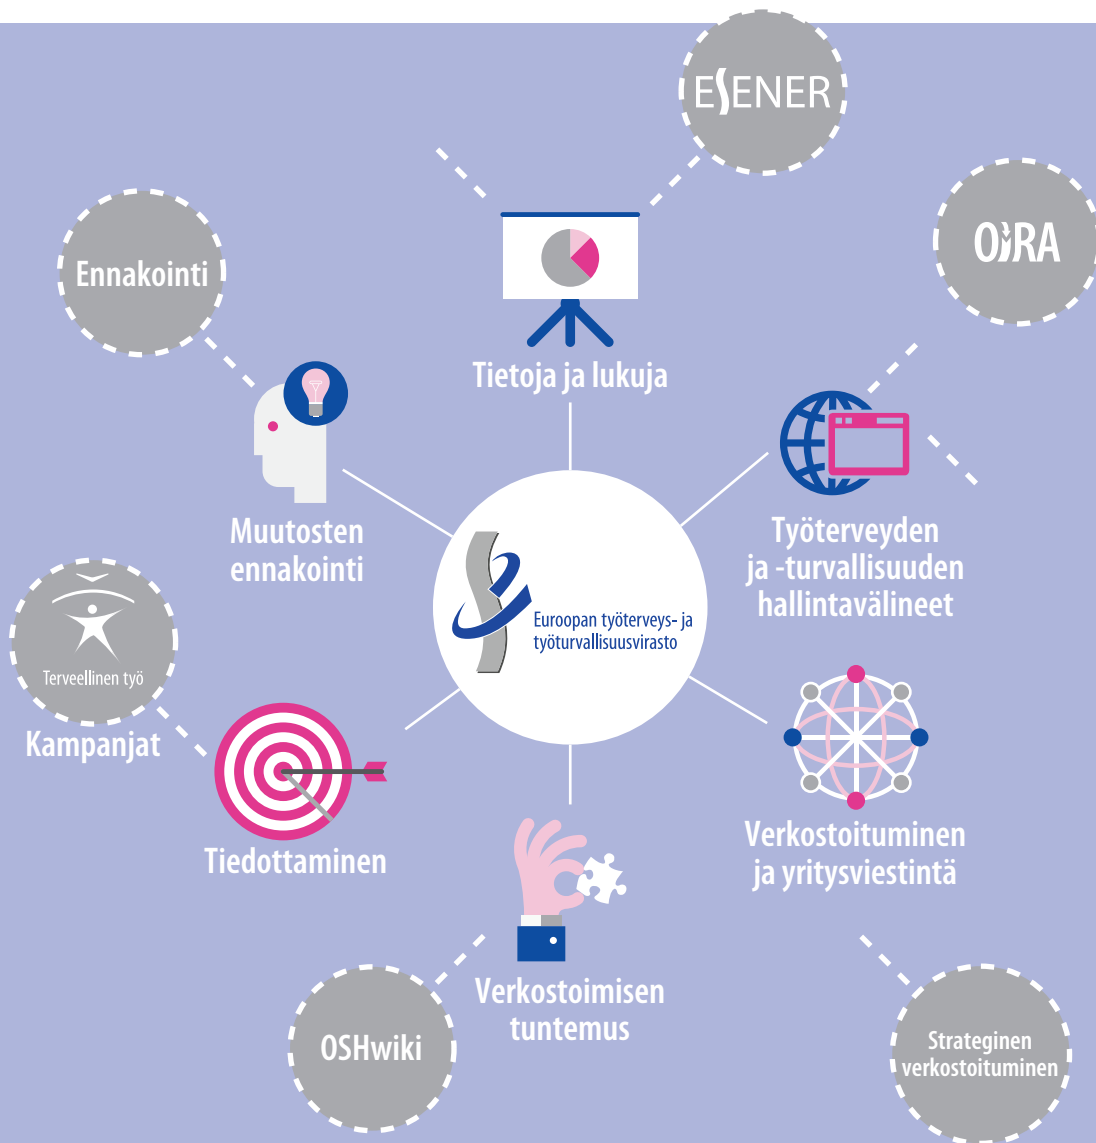 ESENER
OiRA
Ennakointi
Tietoja ja lukuja
Muutosten
ennakointi
Työterveyden
ja -turvallisuuden
hallintavälineet
Euroopan työterveys- ja
työturvallisuusvirasto
Terveellinen työ
Kampanjat
Tiedottaminen
Verkostoituminen
ja yritysviestintä
Verkostoimisen
tuntemus
OSHwiki
Strateginen
verkostoituminen